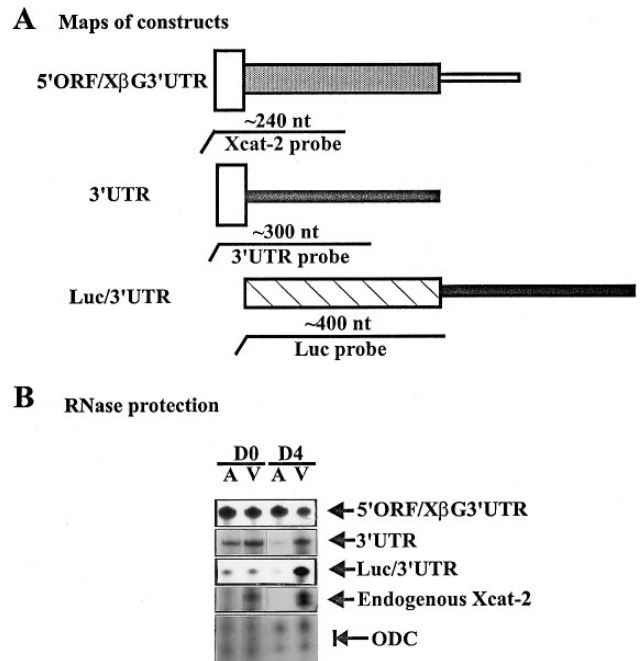 A Maps of constructs
5'ORF/XβG3'UTR
~240 nt
Xcat-2 probe
3'UTR
~300 nt
3'UTR probe
Luc/3'UTR
~400 nt
Luc probe
B RNase protection
D0 D4
A V A V
5'ORF/XβG3'UTR
3'UTR
Luc/3'UTR
Endogenous Xcat-2
ODC